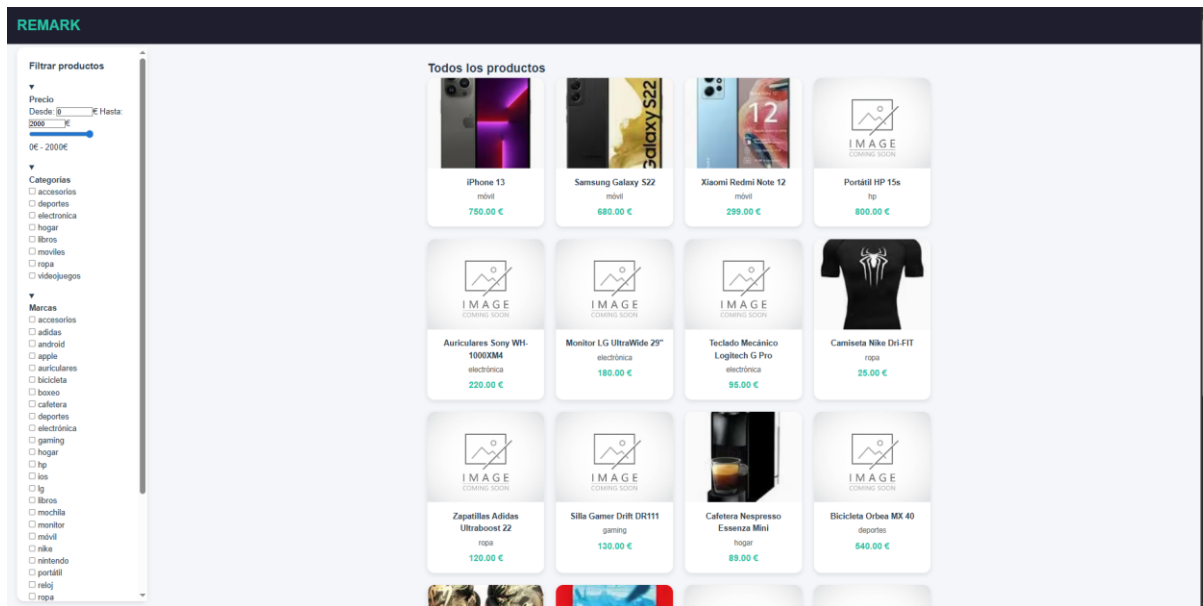 REMARK
Filtrar productos
▼
Precio
Desde: 0 € Hasta:
2000 €
0€ - 2000€
▼
Categorías
accesorios
deportes
electronica
hogar
libros
moviles
ropa
videojuegos
▼
Marcas
accesorios
adidas
android
apple
auriculares
bicicleta
boxeo
cafetera
deportes
electrónica
gaming
hogar
hp
ios
lg
libros
mochila
monitor
móvil
nike
nintendo
portátil
reloj
ropa
Todos los productos
Galaxy S22
12
IMAGE
COMING SOON
iPhone 13
móvil
750.00 €
Samsung Galaxy S22
móvil
680.00 €
Xiaomi Redmi Note 12
móvil
299.00 €
Portátil HP 15s
hp
800.00 €
IMAGE
COMING SOON
IMAGE
COMING SOON
IMAGE
COMING SOON
Auriculares Sony WH-
1000XM4
electrónica
220.00 €
Monitor LG UltraWide 29"
electrónica
180.00 €
Teclado Mecánico
Logitech G Pro
electrónica
95.00 €
Camiseta Nike Dri-FIT
ropa
25.00 €
IMAGE
COMING SOON
IMAGE
COMING SOON
IMAGE
COMING SOON
Zapatillas Adidas
Ultraboost 22
ropa
120.00 €
Silla Gamer Drift DR111
gaming
130.00 €
Cafetera Nespresso
Essenza Mini
hogar
89.00 €
Bicicleta Orbea MX 40
deportes
540.00 €